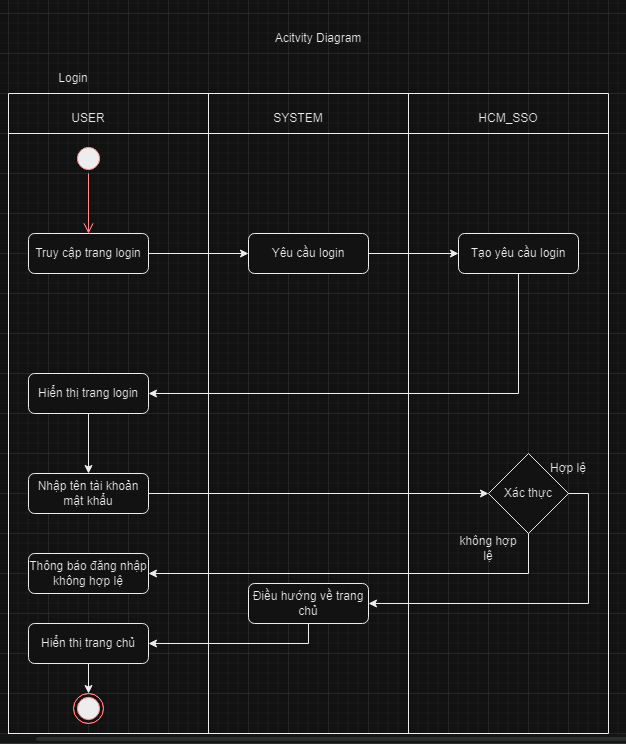 Acitvity Diagram
Login
USER
SYSTEM
HCM_SSO
Truy cập trang login
Yêu cầu login
Tạo yêu cầu login
Hiển thị trang login
Nhập tên tài khoản
mật khẩu
Hợp lệ
Xác thực
không hợp
lệ
Thông báo đăng nhập
không hợp lệ
Điều hướng về trang
chủ
Hiển thị trang chủ